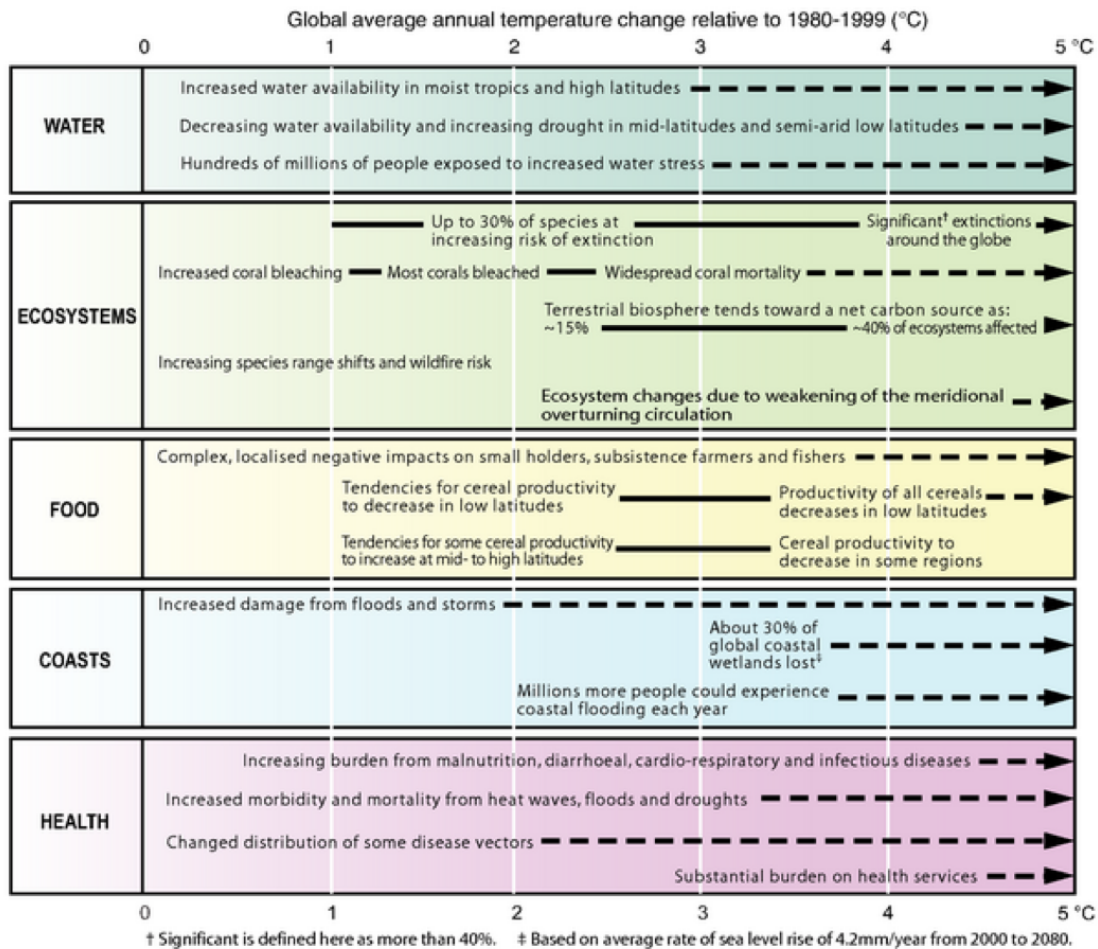 Global average annual temperature change relative to 1980-1999 (°C)
0 1 2 3 4 5 °C
WATER
Increased water availability in moist tropics and high latitudes
Decreasing water availability and increasing drought in mid-latitudes and semi-arid low latitudes
Hundreds of millions of people exposed to increased water stress
ECOSYSTEMS
Up to 30% of species at
increasing risk of extinction
Significant† extinctions
around the globe
Increased coral bleaching Most corals bleached Widespread coral mortality
Terrestrial biosphere tends toward a net carbon source as:
~15% ~40% of ecosystems affected
Increasing species range shifts and wildfire risk
Ecosystem changes due to weakening of the meridional
overturning circulation
FOOD
Complex, localised negative impacts on small holders, subsistence farmers and fishers
Tendencies for cereal productivity
to decrease in low latitudes
Productivity of all cereals
decreases in low latitudes
Tendencies for some cereal productivity
to increase at mid- to high latitudes
Cereal productivity to
decrease in some regions
COASTS
Increased damage from floods and storms
About 30% of
global coastal
wetlands lost‡
Millions more people could experience
coastal flooding each year
HEALTH
Increasing burden from malnutrition, diarrhoeal, cardio-respiratory and infectious diseases
Increased morbidity and mortality from heat waves, floods and droughts
Changed distribution of some disease vectors
Substantial burden on health services
0 1 2 3 4 5 °C
† Significant is defined here as more than 40%. ‡ Based on average rate of sea level rise of 4.2mm/year from 2000 to 2080.